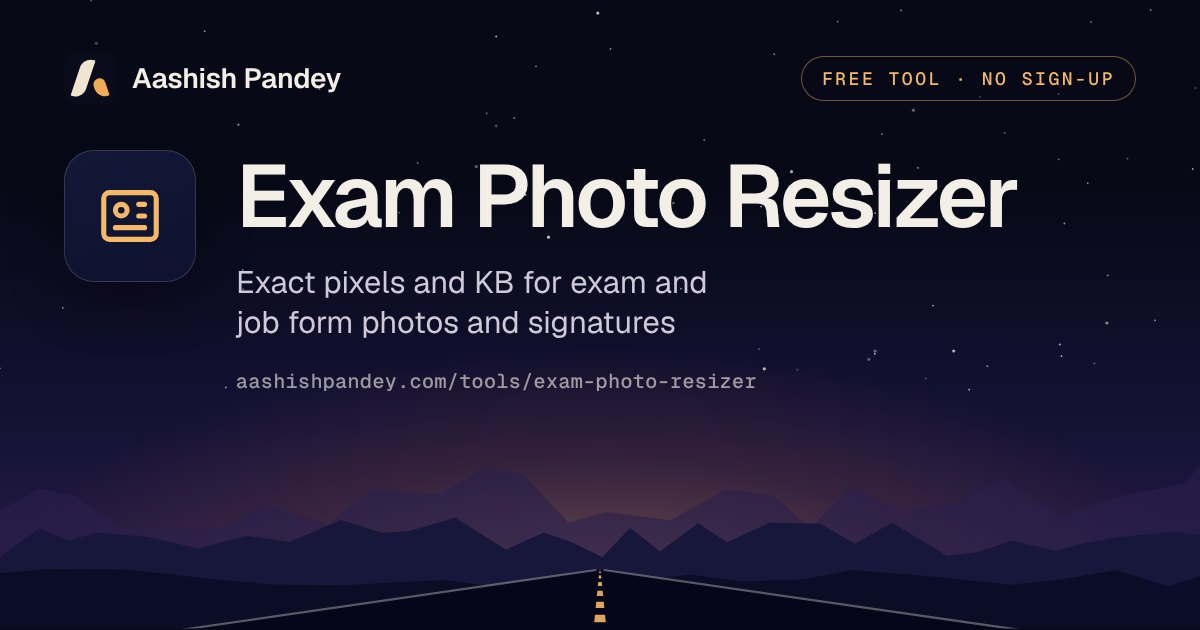 Aashish Pandey
FREE TOOL · NO SIGN-UP
Exam Photo Resizer
Exact pixels and KB for exam and
job form photos and signatures
aashishpandey.com/tools/exam-photo-resizer